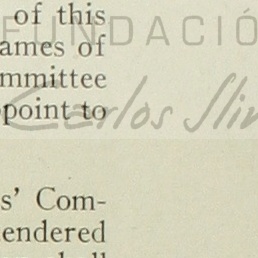 of this
FUNDACIÓ
ames of
mmittee
point to
Carlos Slim
s' Com-
endered